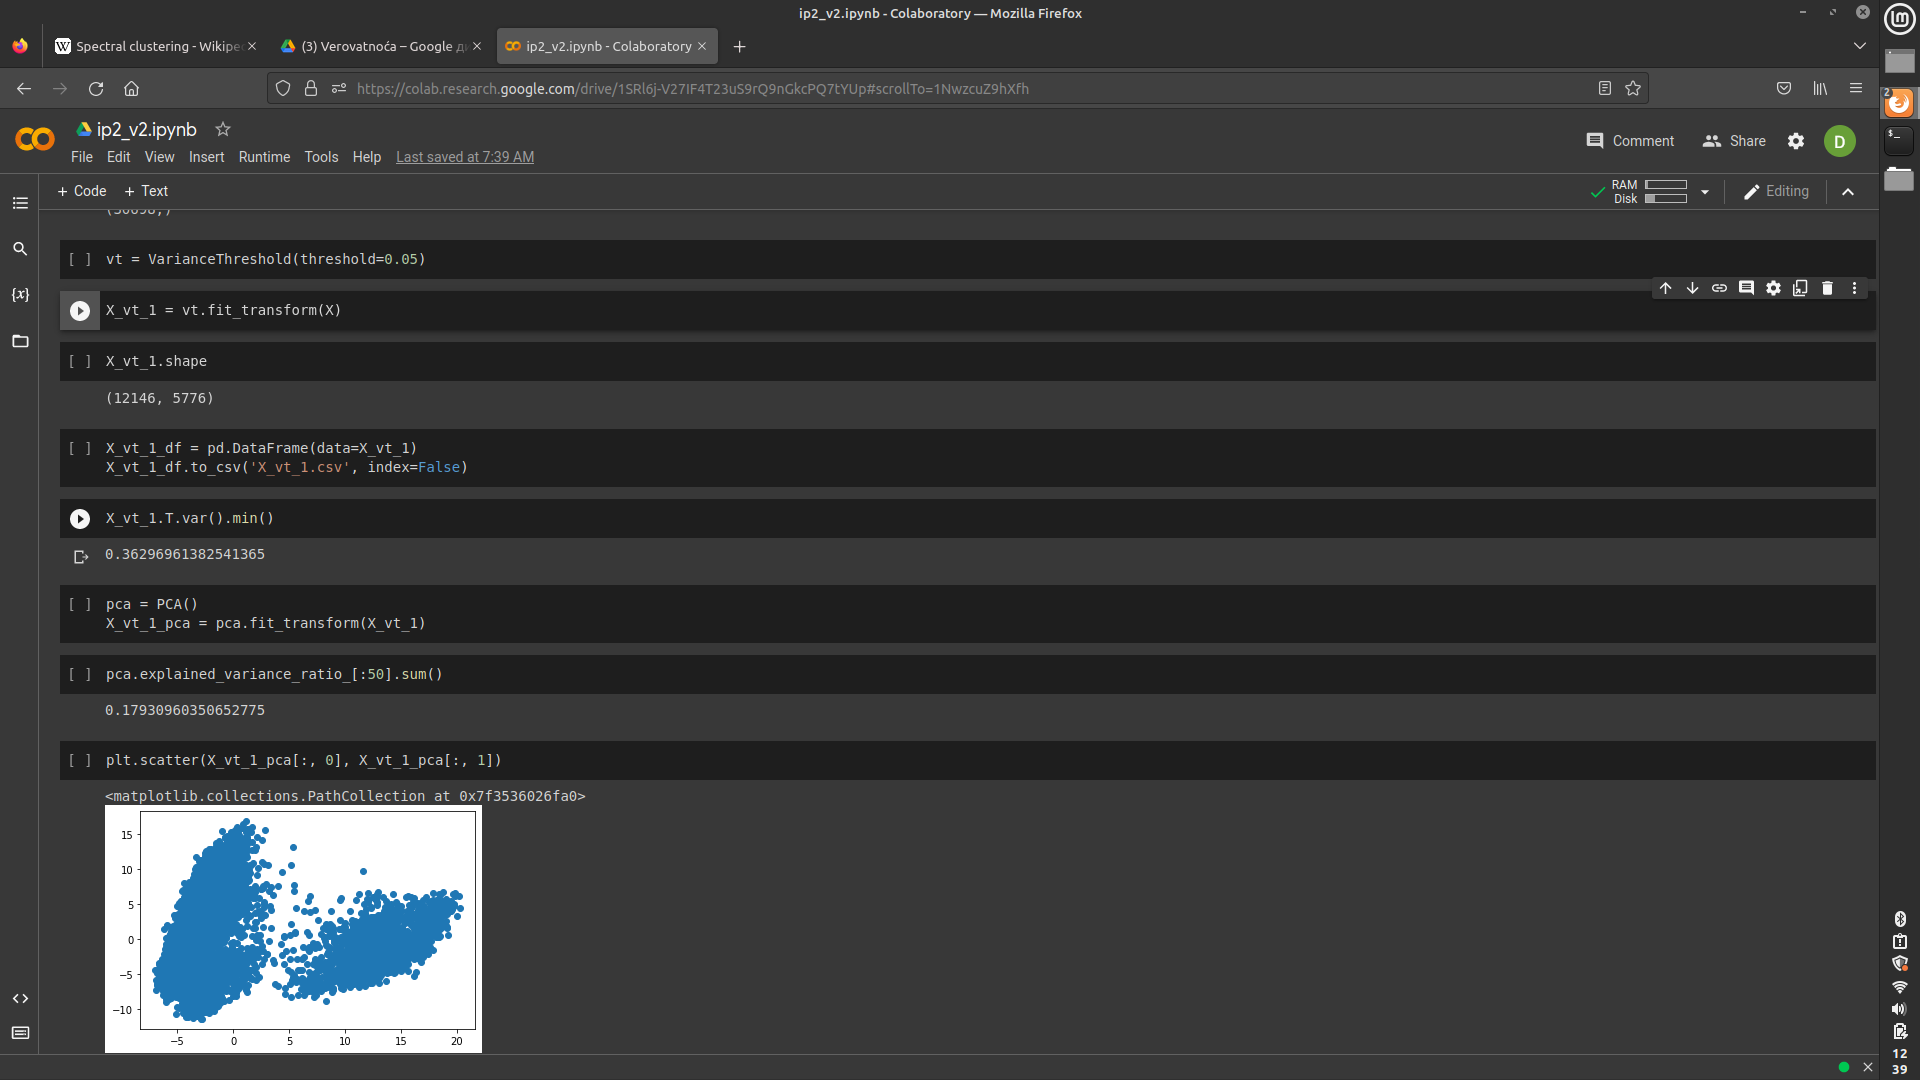 ip2_v2.ipynb - Colaboratory — Mozilla Firefox
Spectral clustering - Wikipe
(3) Verovatnoća – Google д
ip2_v2.ipynb - Colaboratory
https://colab.research.google.com/drive/1SRl6j-V27IF4T23uS9rQ9nGkcPQ7tYUp#scrollTo=1NwzcuZ9hXfh
ip2_v2.ipynb
File Edit View Insert Runtime Tools Help Last saved at 7:39 AM
Comment Share D
+ Code + Text
RAM
Disk
Editing
[ ] vt = VarianceThreshold(threshold=0.05)
X_vt_1 = vt.fit_transform(X)
[ ] X_vt_1.shape
(12146, 5776)
[ ] X_vt_1_df = pd.DataFrame(data=X_vt_1)
X_vt_1_df.to_csv('X_vt_1.csv', index=False)
X_vt_1.T.var().min()
0.36296961382541365
[ ] pca = PCA()
X_vt_1_pca = pca.fit_transform(X_vt_1)
[ ] pca.explained_variance_ratio_[:50].sum()
0.17930960350652775
[ ] plt.scatter(X_vt_1_pca[:, 0], X_vt_1_pca[:, 1])
<matplotlib.collections.PathCollection at 0x7f3536026fa0>
15
10
5
0
−5
−10
−5 0 5 10 15 20
2
12
39